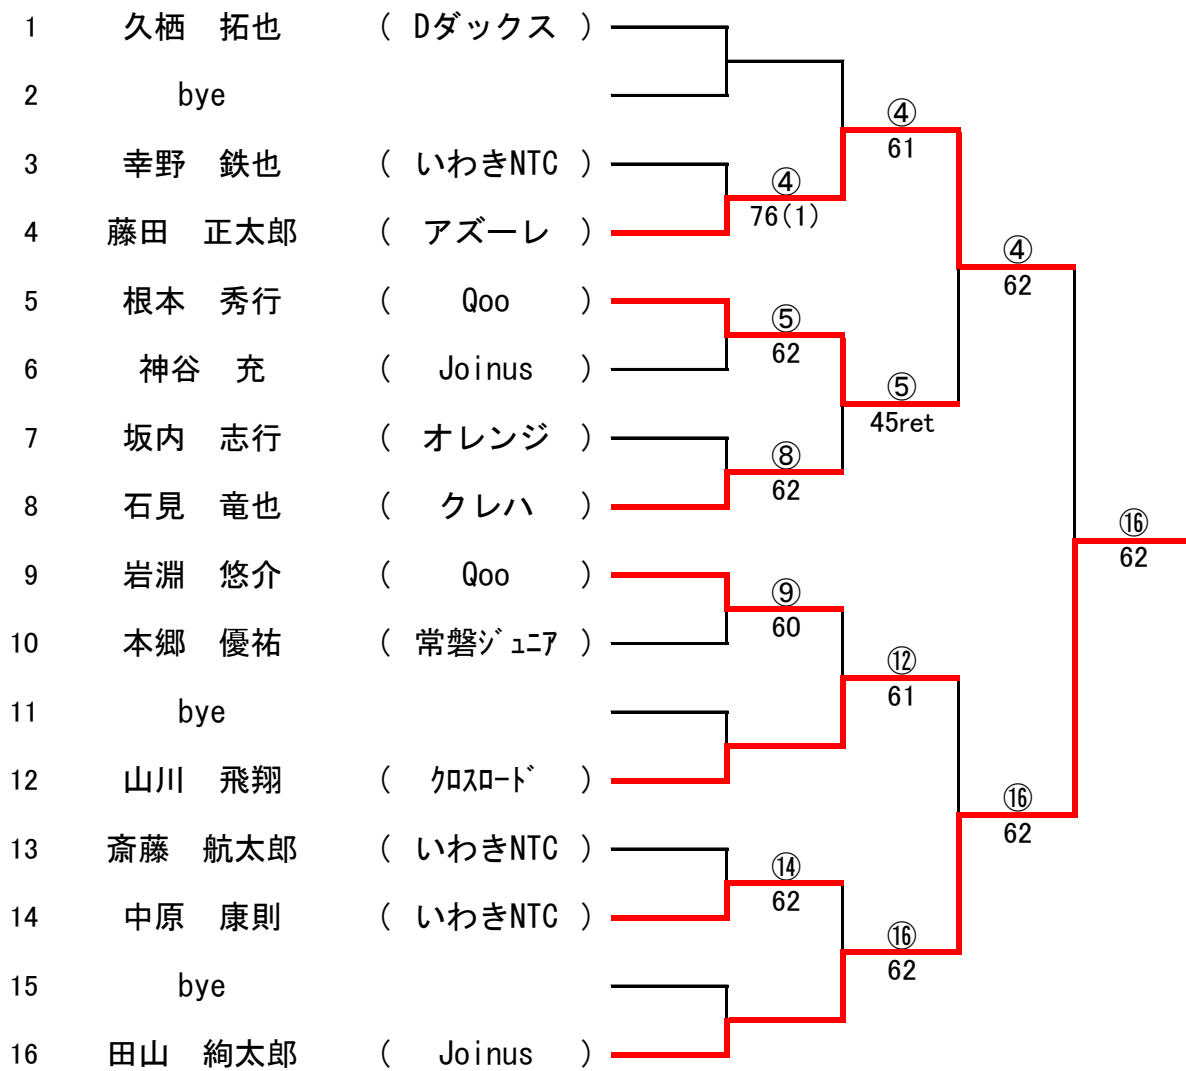 1 久栖 拓也 ( Dダックス )
2 bye
④
61
3 幸野 鉄也 ( いわきNTC )
④
76(1)
4 藤田 正太郎 ( アズーレ )
④
62
5 根本 秀行 ( Qoo )
⑤
62
6 神谷 充 ( Joinus )
⑤
45ret
7 坂内 志行 ( オレンジ )
⑧
62
8 石見 竜也 ( クレハ )
⑯
62
9 岩淵 悠介 ( Qoo )
⑨
60
10 本郷 優祐 ( 常磐ジュニア )
⑫
61
11 bye
12 山川 飛翔 ( クロスロード )
⑯
62
13 斎藤 航太郎 ( いわきNTC )
⑭
62
14 中原 康則 ( いわきNTC )
⑯
62
15 bye
16 田山 絢太郎 ( Joinus )